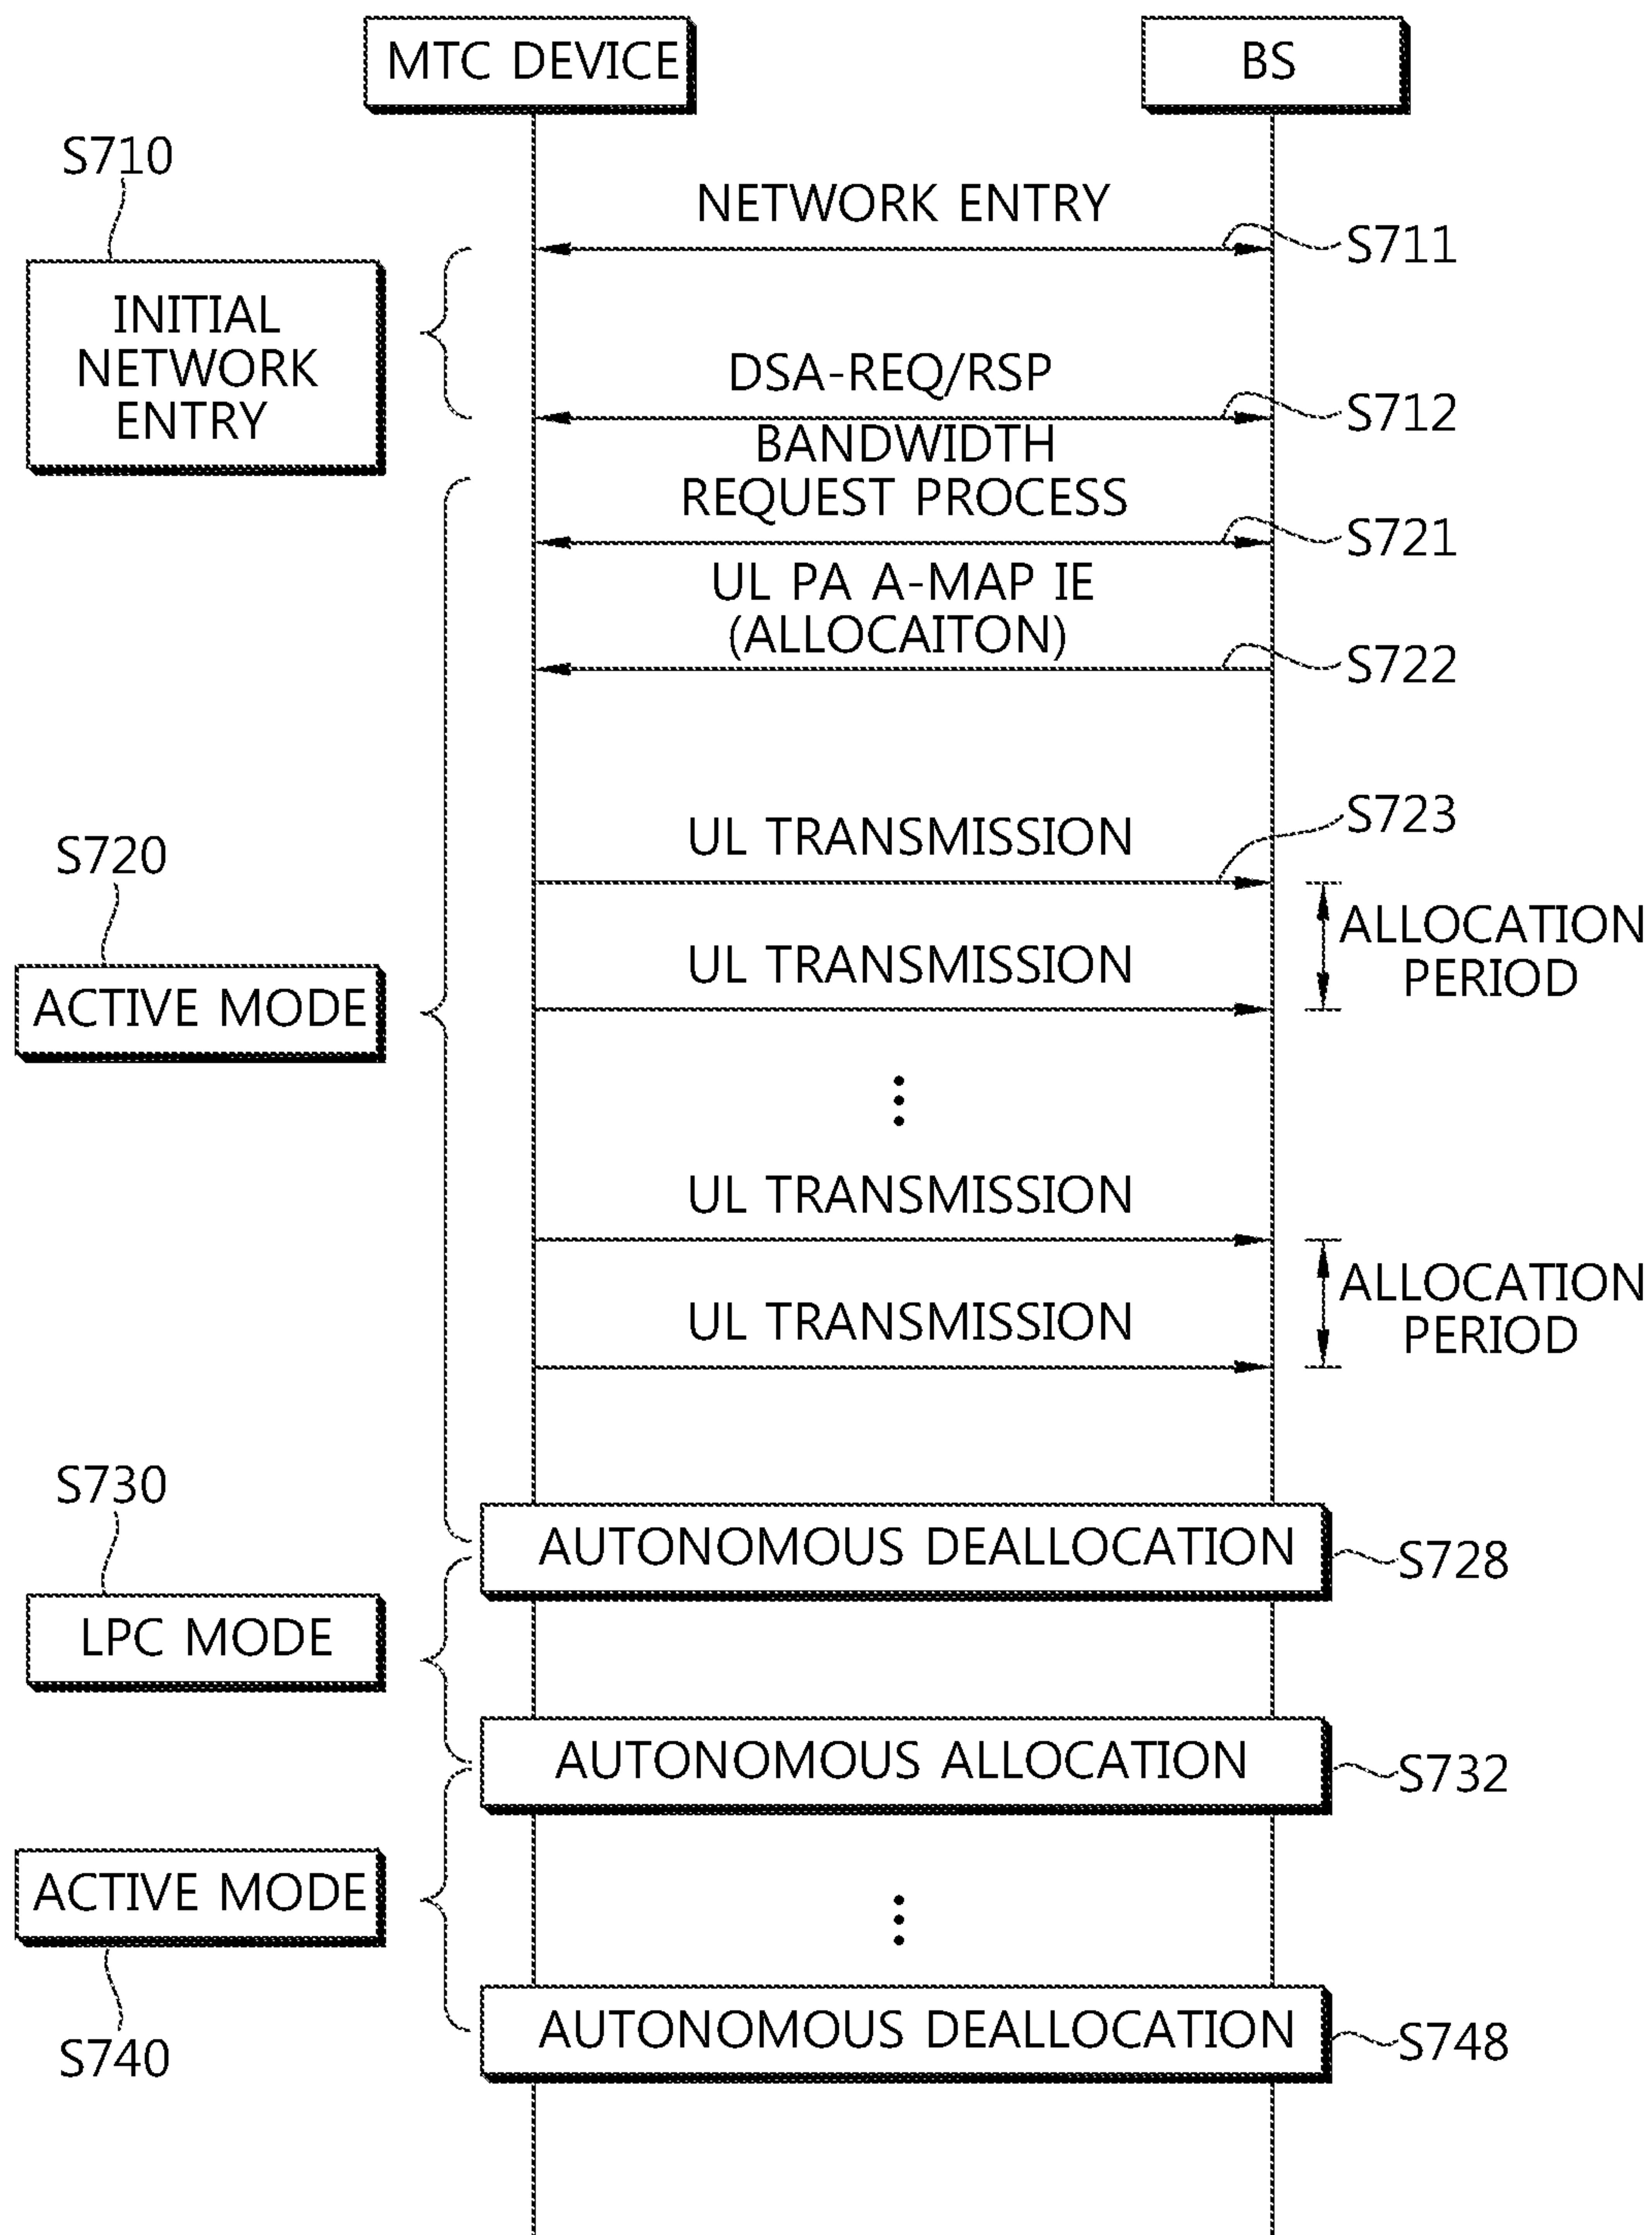 MTC DEVICE
BS
S710
NETWORK ENTRY
S711
INITIAL
NETWORK
ENTRY
DSA-REQ/RSP
S712
BANDWIDTH
REQUEST PROCESS
S721
UL PA A-MAP IE
(ALLOCAITON)
S722
S723
UL TRANSMISSION
S720
ALLOCATION
PERIOD
UL TRANSMISSION
ACTIVE MODE
UL TRANSMISSION
ALLOCATION
PERIOD
UL TRANSMISSION
S730
AUTONOMOUS DEALLOCATION
S728
LPC MODE
AUTONOMOUS ALLOCATION
S732
ACTIVE MODE
AUTONOMOUS DEALLOCATION
S748
S740